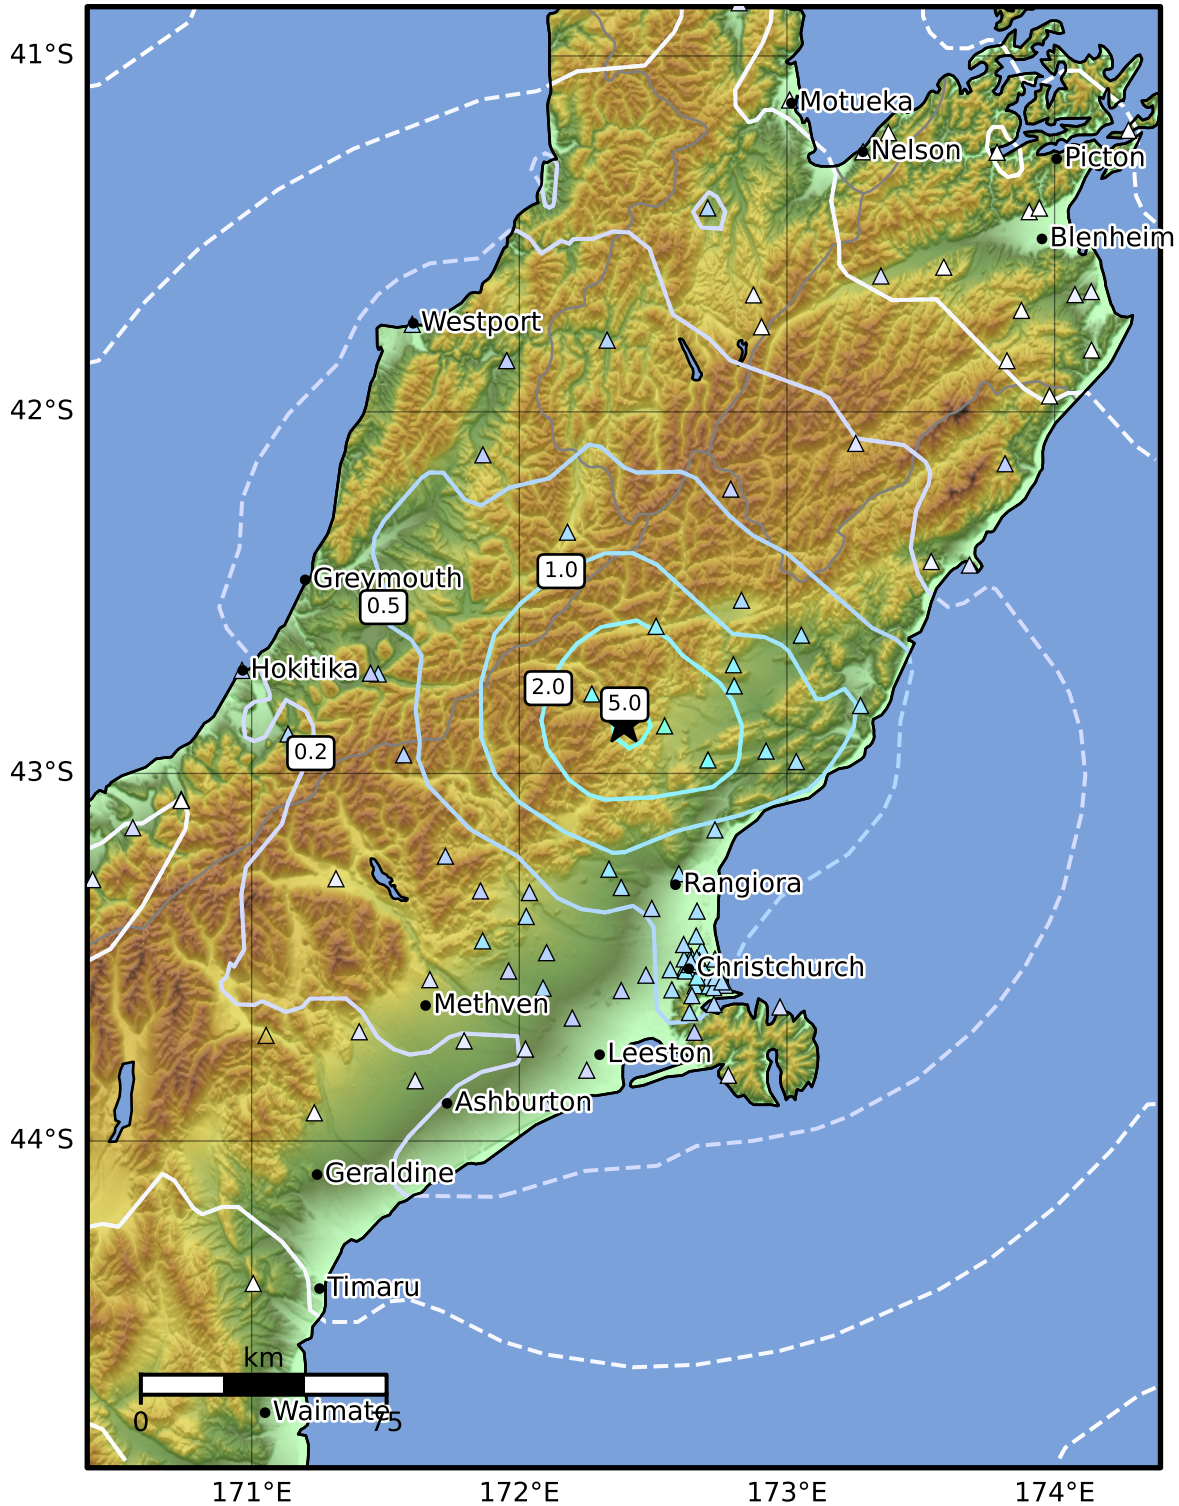 41°S
Motueka
Nelson
Picton
Blenheim
Westport
42°S
1.0
Greymouth
0.5
Hokitika
2.0
5.0
0.2
43°S
Rangiora
Christchurch
Methven
Leeston
Ashburton
44°S
Geraldine
Timaru
km
Waimate
0
75
171°E
172°E
173°E
174°E